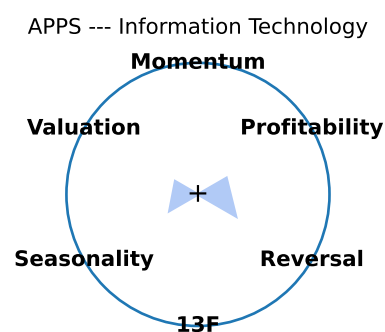 APPS --- Information Technology
Momentum
Valuation
Profitability
Seasonality
Reversal
13F